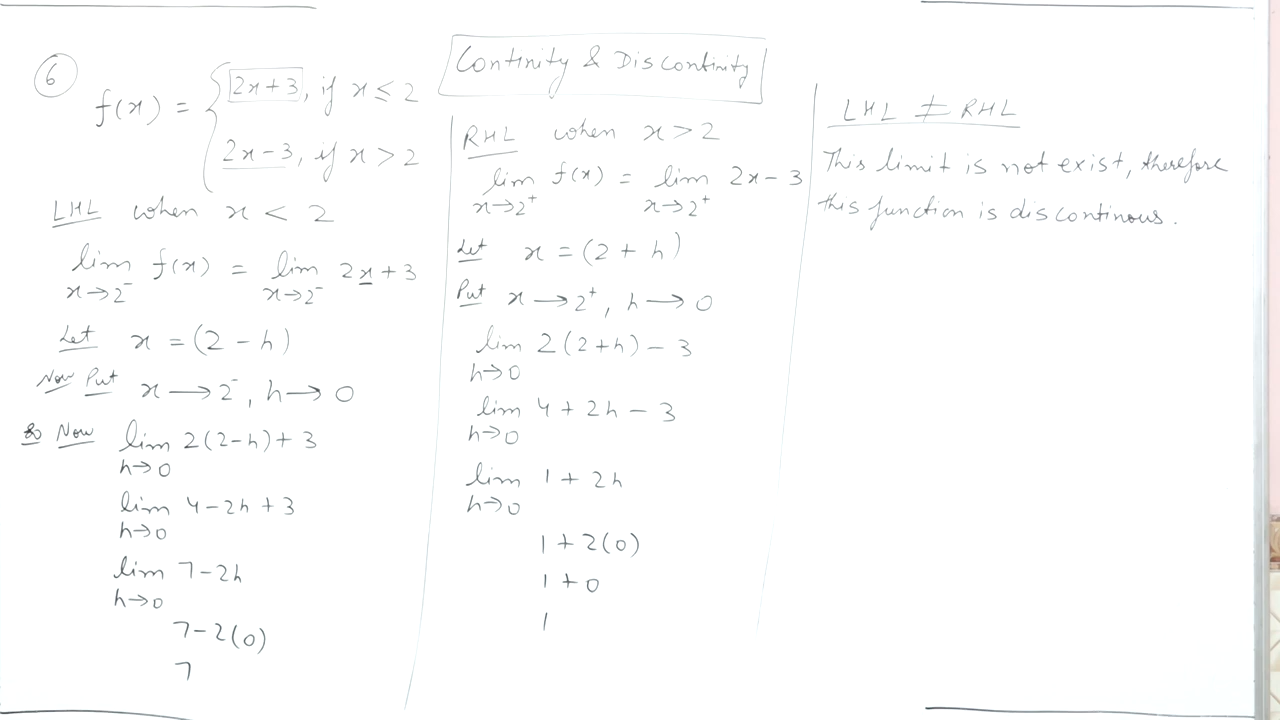 Continity & Discontinity
6
f(x) = { 2x+3, if x ≤ 2
2x-3, if x > 2
LHL when x < 2
lim f(x) = lim 2x+3
x→2⁻ x→2⁻
Let x = (2 - h)
Now Put x → 2⁻, h → 0
So Now lim 2(2-h)+3
h→0
lim 4-2h+3
h→0
lim 7-2h
h→0
7-2(0)
7
RHL when x > 2
lim f(x) = lim 2x-3
x→2⁺ x→2⁺
Let x = (2 + h)
Put x → 2⁺, h → 0
lim 2(2+h) - 3
h→0
lim 4 + 2h - 3
h→0
lim 1 + 2h
h→0
1 + 2(0)
1 + 0
1
LHL ≠ RHL
This limit is not exist, therefore
this function is discontinous.